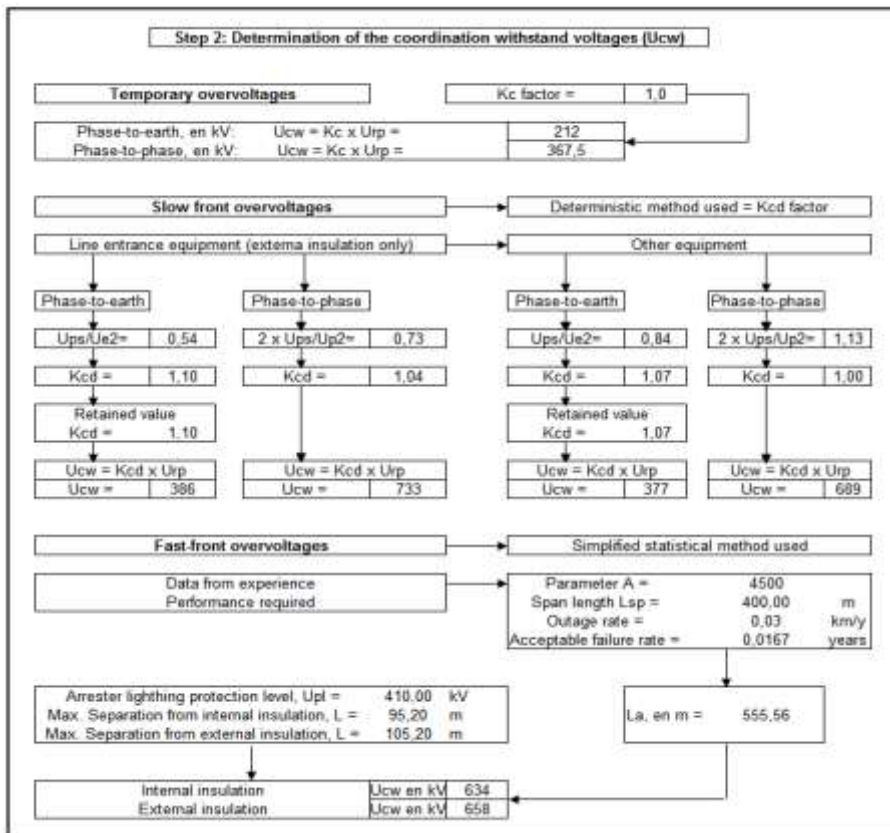 Step 2: Determination of the coordination withstand voltages (Ucw)
Temporary overvoltages
Kc factor = 1,0
Phase-to-earth, en kV: Ucw = Kc x Urp = 212
Phase-to-phase, en kV: Ucw = Kc x Urp = 367,5
Slow front overvoltages
Deterministic method used = Kcd factor
Line entrance equipment (externa insulation only)
Other equipment
Phase-to-earth Phase-to-phase Phase-to-earth Phase-to-phase
Ups/Ue2= 0,54 2 x Ups/Up2= 0,73 Ups/Ue2= 0,84 2 x Ups/Up2= 1,13
Kcd = 1,10 Kcd = 1,04 Kcd = 1,07 Kcd = 1,00
Retained value Retained value
Kcd = 1,10 Kcd = 1,07
Ucw = Kcd x Urp Ucw = Kcd x Urp Ucw = Kcd x Urp Ucw = Kcd x Urp
Ucw = 386 Ucw = 733 Ucw = 377 Ucw = 689
Fast-front overvoltages
Simplified statistical method used
Data from experience
Performance required
Parameter A = 4500
Span length Lsp = 400,00 m
Outage rate = 0,03 km/y
Acceptable failure rate = 0,0167 years
Arrester lighthing protection level, Upl = 410,00 kV
Max. Separation from internal insulation, L = 95,20 m
Max. Separation from external insulation, L = 105,20 m
La, en m = 555,56
Internal insulation Ucw en kV 634
External insulation Ucw en kV 658